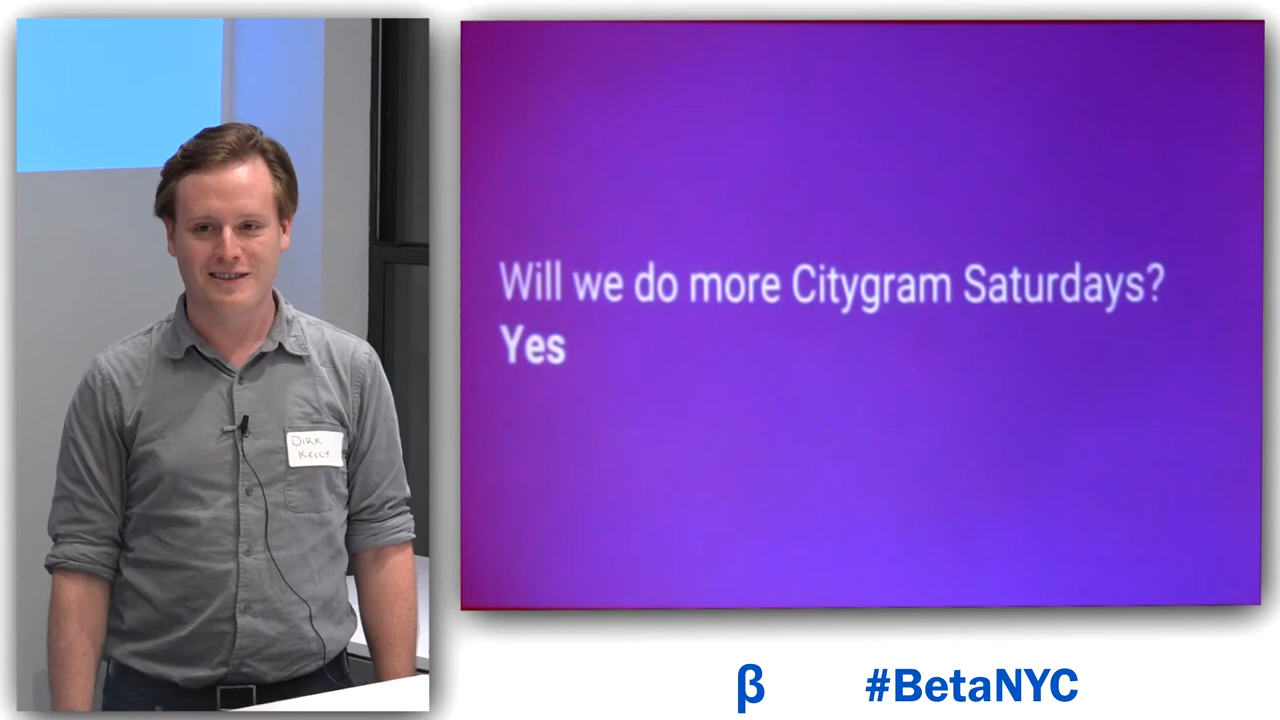 DIRK
KELLY
Will we do more Citygram Saturdays?
Yes
β #BetaNYC